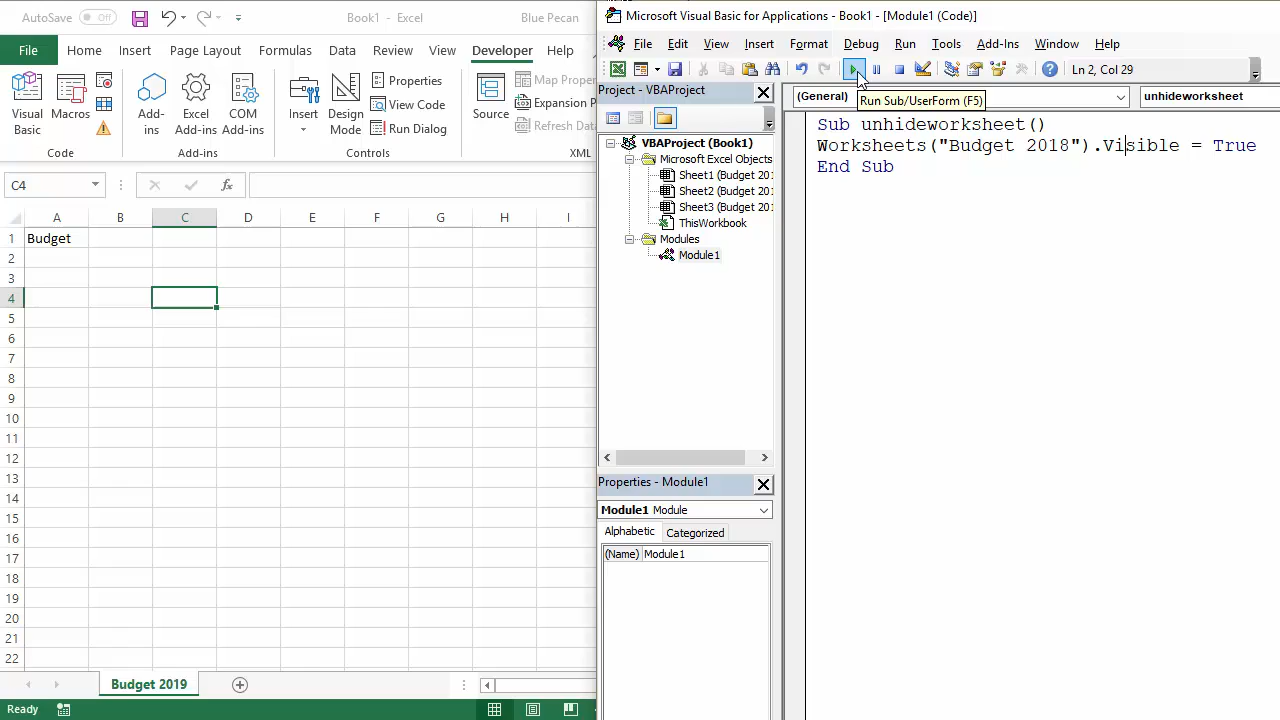 AutoSave Off
Book1 - Excel
Blue Pecan
File Home Insert Page Layout Formulas Data Review View Developer Help
Visual Basic
Macros
Code
Add-ins
Excel Add-ins
COM Add-ins
Add-ins
Insert
Design Mode
Properties
View Code
Run Dialog
Controls
Source
Map Prope
Expansion P
Refresh Data
XML
C4
fx
A B C D E F G H I
1 Budget
2
3
4
5
6
7
8
9
10
11
12
13
14
15
16
17
18
19
20
21
22
Budget 2019
Ready
Microsoft Visual Basic for Applications - Book1 - [Module1 (Code)]
File Edit View Insert Format Debug Run Tools Add-Ins Window Help
Ln 2, Col 29
Project - VBAProject
VBAProject (Book1)
Microsoft Excel Objects
Sheet1 (Budget 201
Sheet2 (Budget 201
Sheet3 (Budget 201
ThisWorkbook
Modules
Module1
Properties - Module1
Module1 Module
Alphabetic Categorized
(Name) Module1
(General)
unhideworksheet
Run Sub/UserForm (F5)
Sub unhideworksheet()
Worksheets("Budget 2018").Visible = True
End Sub